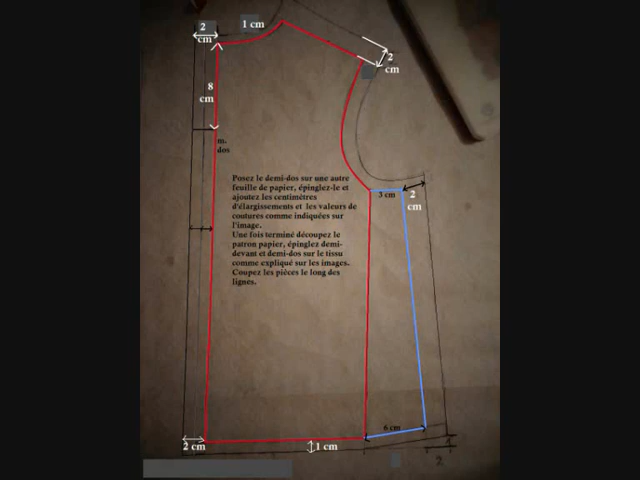 2
cm
1 cm
2
cm
8
cm
m.
dos
Posez le demi-dos sur une autre
feuille de papier, épinglez-le et
ajoutez les centimètres
d'élargissements et les valeurs de
coutures comme indiquées sur
l'image.
Une fois terminé découpez le
patron papier, épinglez demi-
devant et demi-dos sur le tissu
comme expliqué sur les images.
Coupez les pièces le long des
lignes.
3 cm
2
cm
6 cm
2 cm
1 cm
2